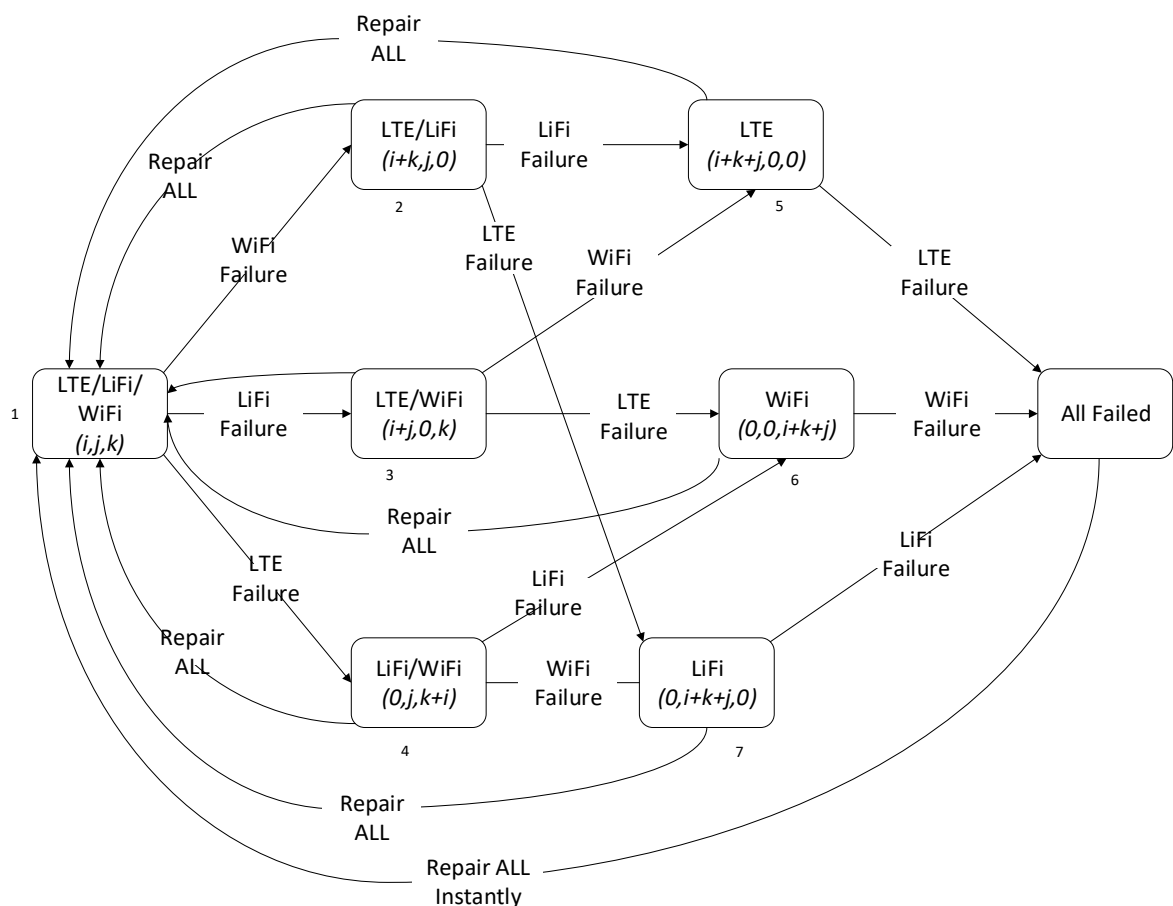 Repair
ALL
LTE/LiFi
(i+k,j,0)
2
LiFi
Failure
LTE
(i+k+j,0,0)
5
Repair
ALL
WiFi
Failure
LTE
Failure
WiFi
Failure
LTE
Failure
1
LTE/LiFi/
WiFi
(i,j,k)
LiFi
Failure
LTE/WiFi
(i+j,0,k)
3
LTE
Failure
WiFi
(0,0,i+k+j)
6
WiFi
Failure
All Failed
Repair
ALL
LTE
Failure
LiFi
Failure
LiFi
Failure
Repair
ALL
LiFi/WiFi
(0,j,k+i)
4
WiFi
Failure
LiFi
(0,i+k+j,0)
7
Repair
ALL
Repair ALL
Instantly